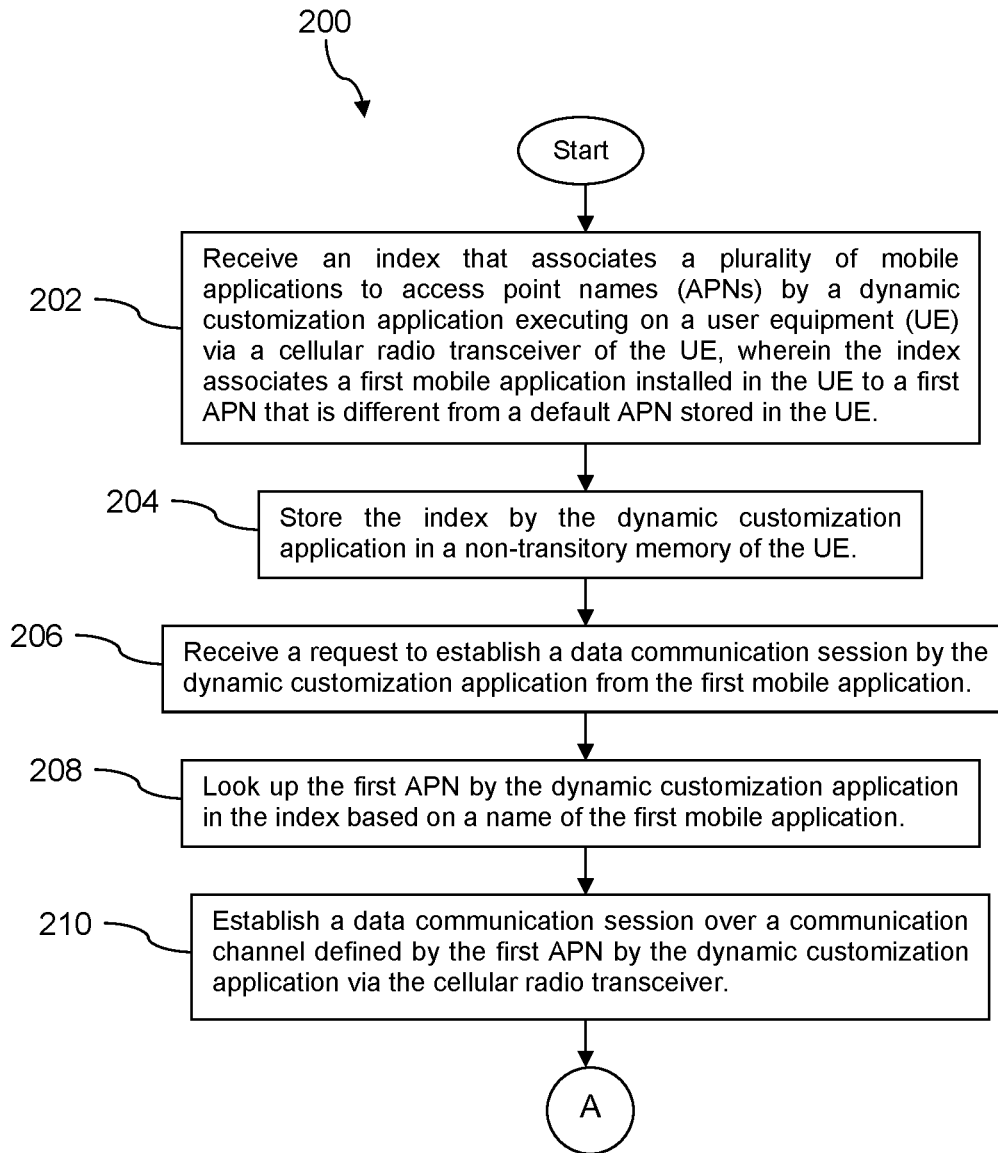 200
Start
202
Receive an index that associates a plurality of mobile
applications to access point names (APNs) by a dynamic
customization application executing on a user equipment (UE)
via a cellular radio transceiver of the UE, wherein the index
associates a first mobile application installed in the UE to a first
APN that is different from a default APN stored in the UE.
204
Store the index by the dynamic customization
application in a non-transitory memory of the UE.
206
Receive a request to establish a data communication session by the
dynamic customization application from the first mobile application.
208
Look up the first APN by the dynamic customization application
in the index based on a name of the first mobile application.
210
Establish a data communication session over a communication
channel defined by the first APN by the dynamic customization
application via the cellular radio transceiver.
A